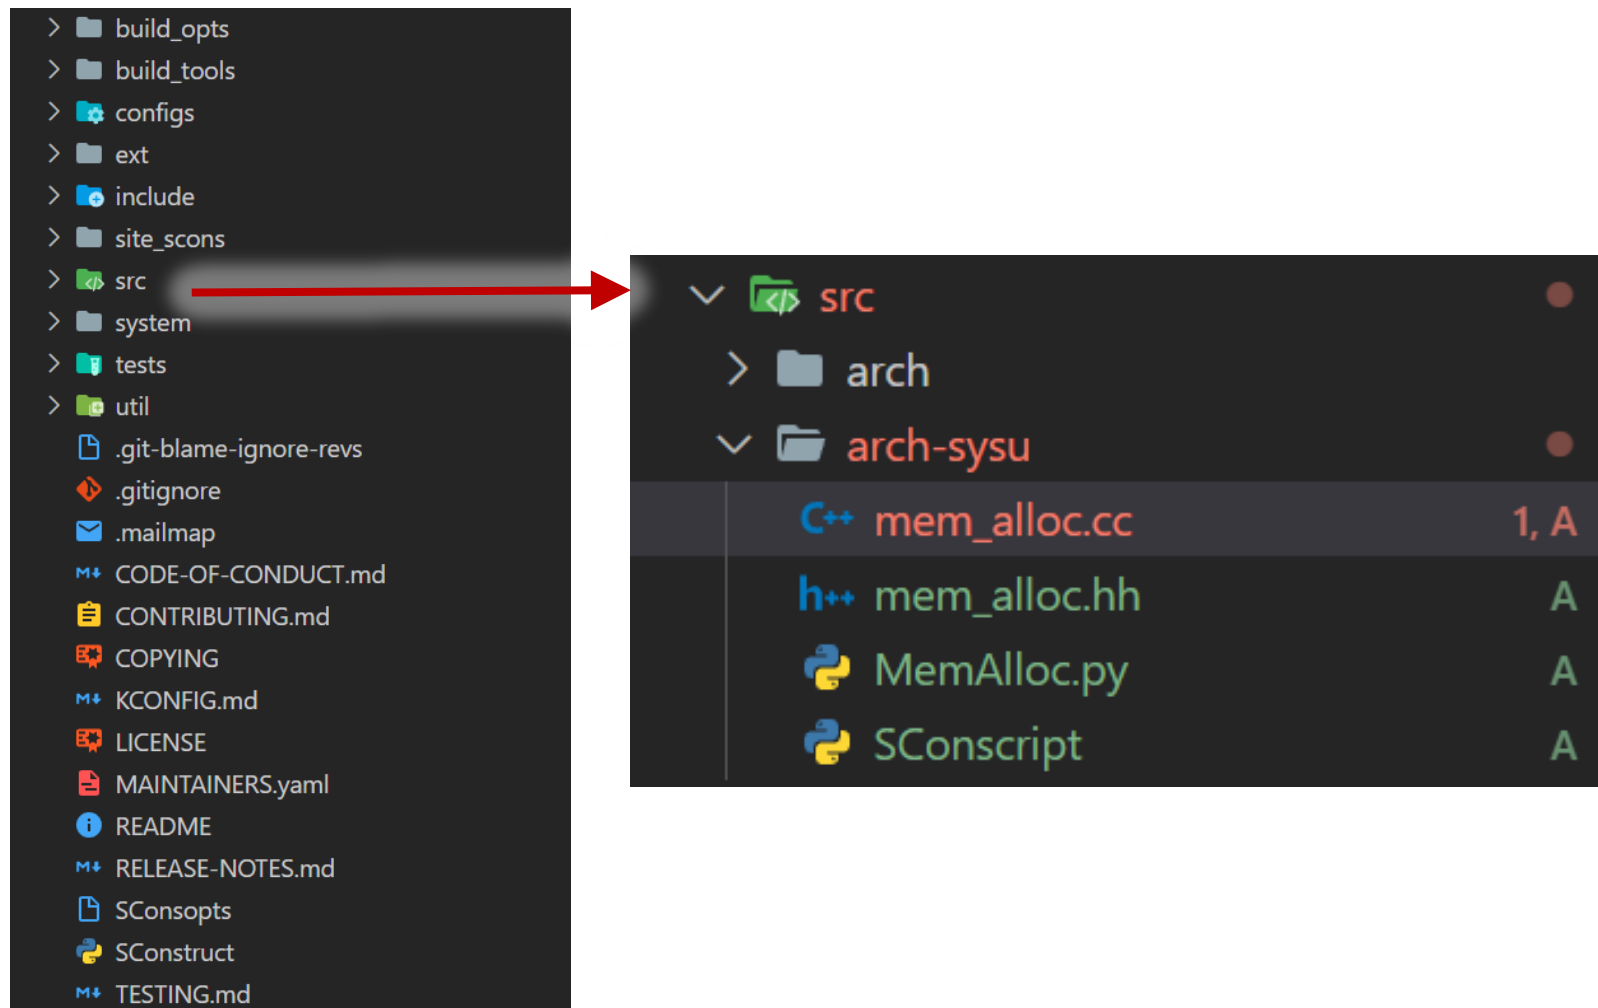 build_opts
build_tools
configs
ext
include
site_scons
src
system
tests
util
.git-blame-ignore-revs
.gitignore
.mailmap
CODE-OF-CONDUCT.md
CONTRIBUTING.md
COPYING
KCONFIG.md
LICENSE
MAINTAINERS.yaml
README
RELEASE-NOTES.md
SConsopts
SConstruct
TESTING.md
src
arch
arch-sysu
C++ mem_alloc.cc 1, A
h++ mem_alloc.hh A
MemAlloc.py A
SConscript A